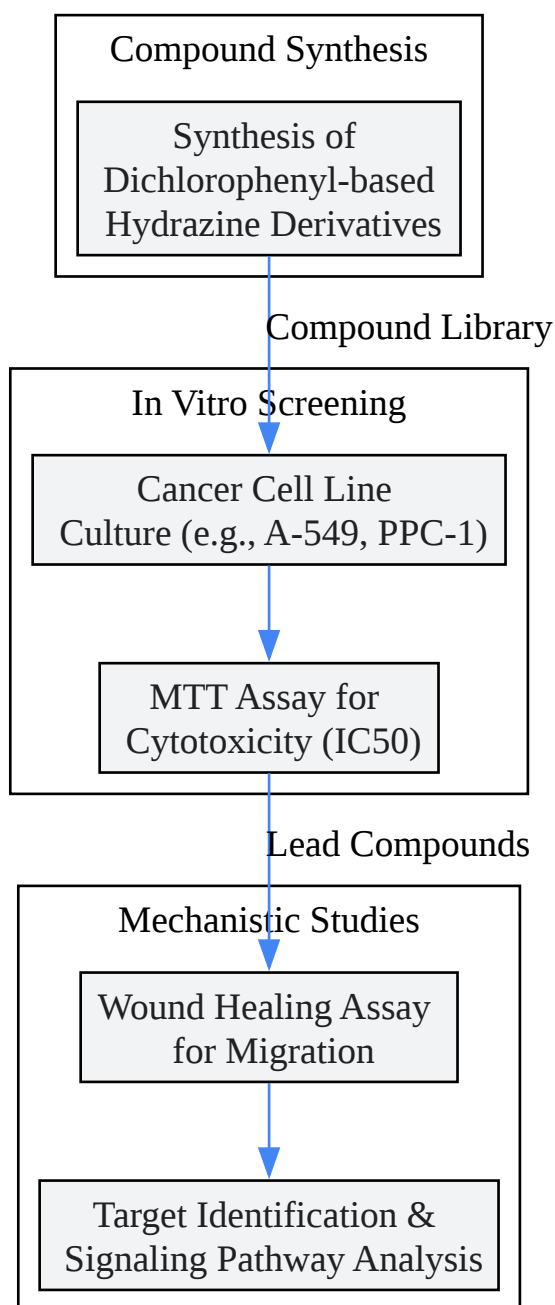 Compound Synthesis
Synthesis of
Dichlorophenyl-based
Hydrazine Derivatives
Compound Library
In Vitro Screening
Cancer Cell Line
Culture (e.g., A-549, PPC-1)
MTT Assay for
Cytotoxicity (IC50)
Lead Compounds
Mechanistic Studies
Wound Healing Assay
for Migration
Target Identification &
Signaling Pathway Analysis